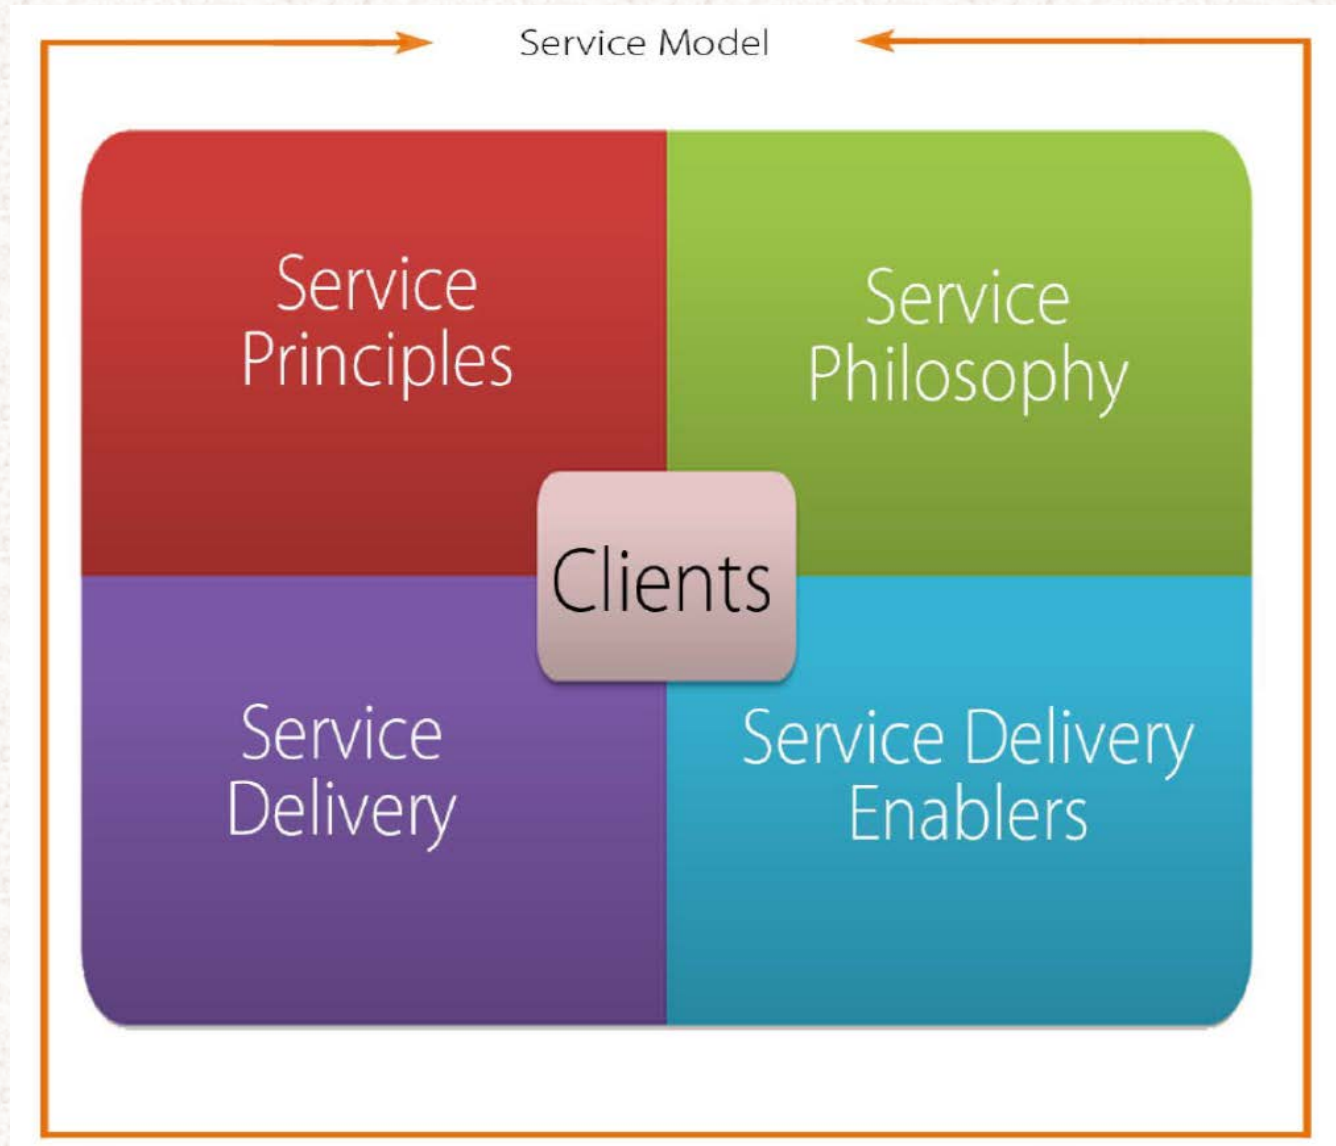 Service Model
Service
Principles
Service
Philosophy
Clients
Service
Delivery
Service Delivery
Enablers